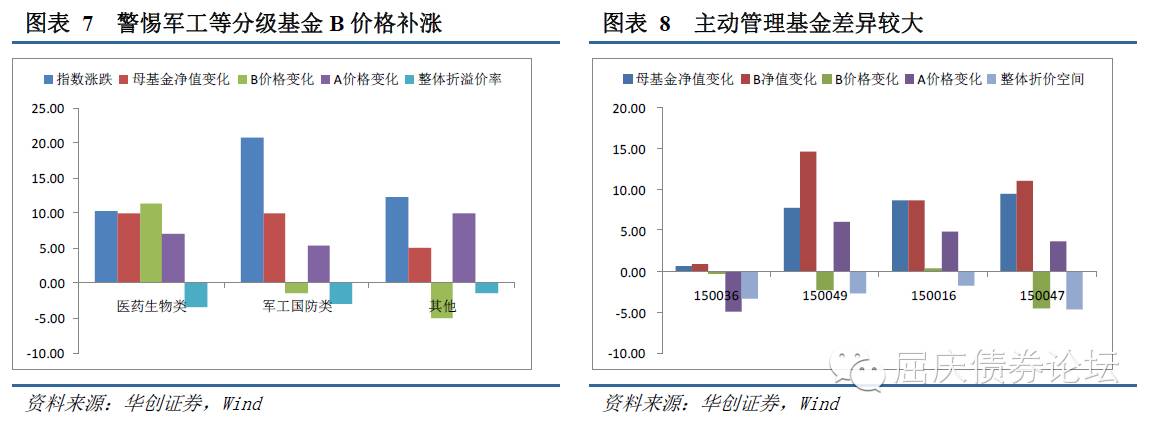 图表 7 警惕军工等分级基金 B 价格补涨
指数涨跌 母基金净值变化 B价格变化 A价格变化 整体折溢价率
25.00
20.00
15.00
10.00
5.00
0.00
-5.00
-10.00
医药生物类 军工国防类 其他
资料来源：华创证券，Wind
图表 8 主动管理基金差异较大
母基金净值变化 B净值变化 B价格变化 A价格变化 整体折价空间
20.00
15.00
10.00
5.00
0.00
-5.00
-10.00
150036 150049 150016 150047
屈庆债券论坛
资料来源：华创证券，Wind